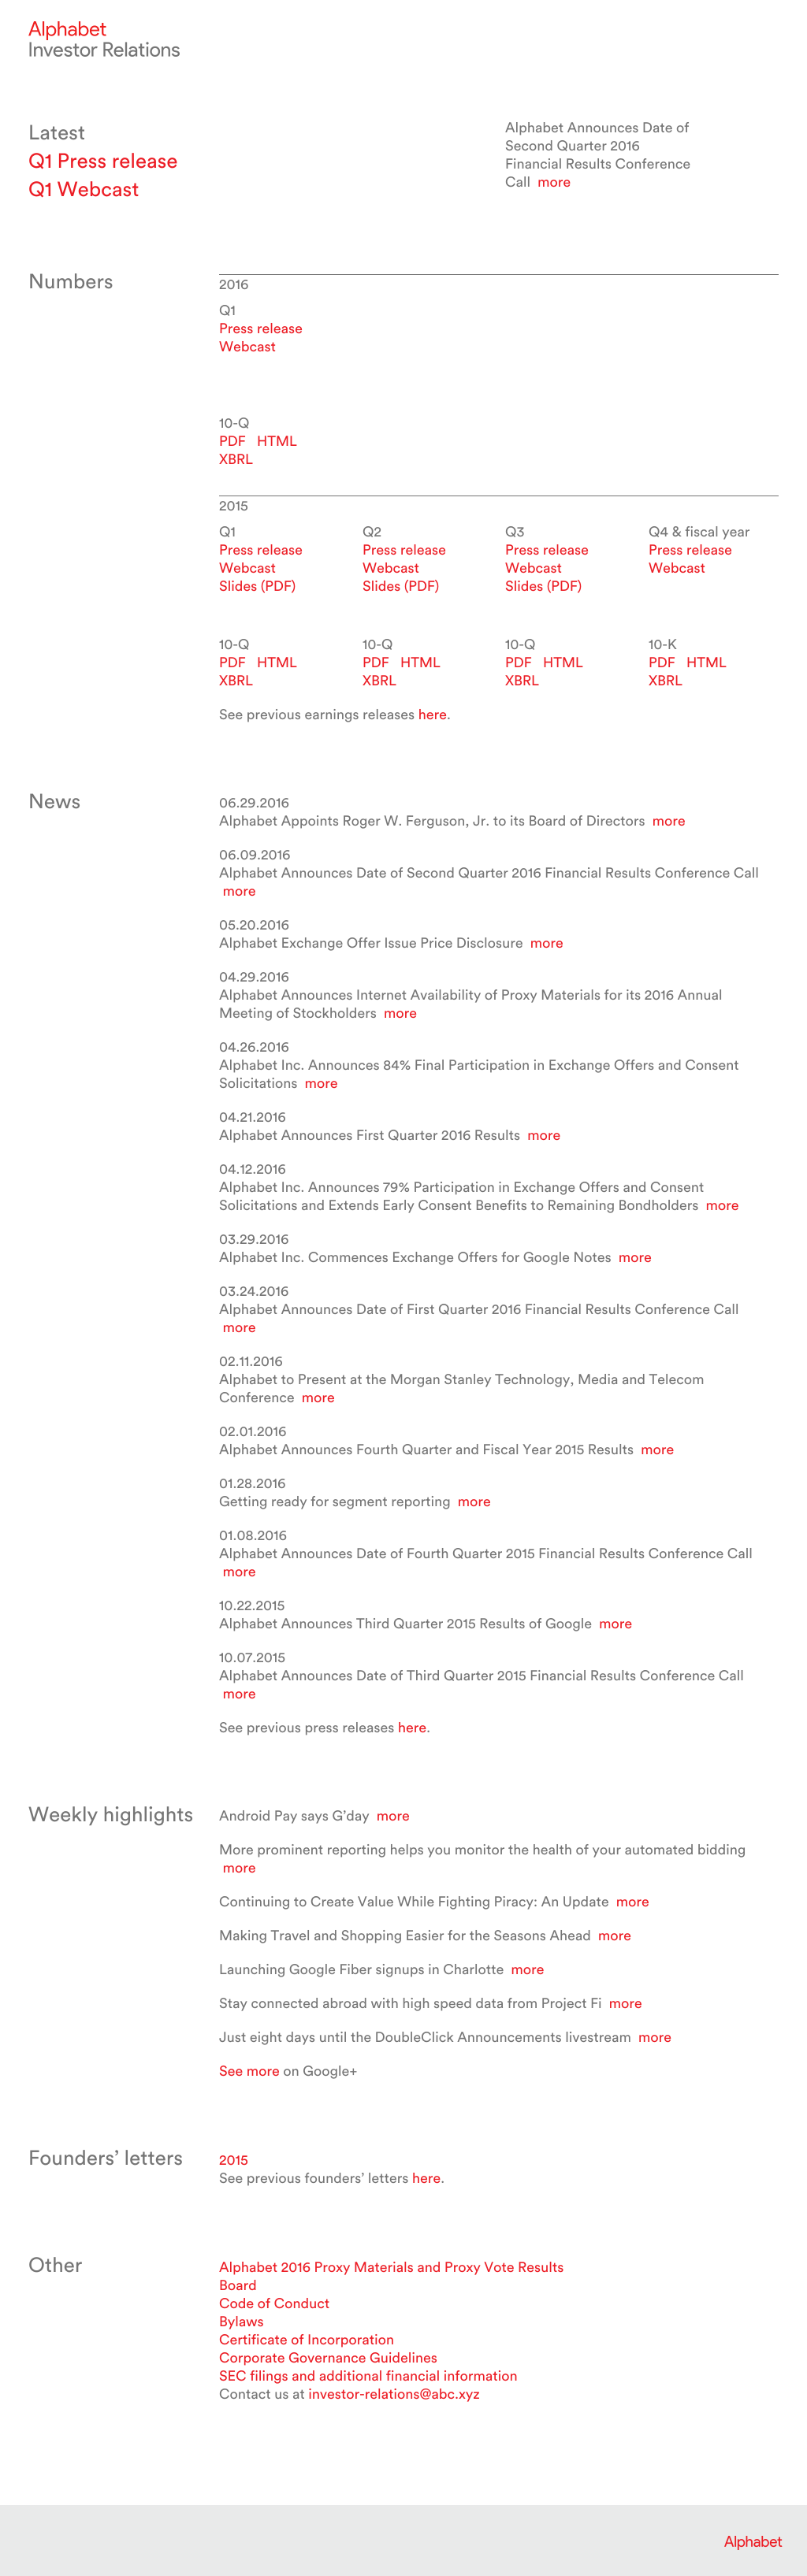 Alphabet
Investor Relations
Latest
Q1 Press release
Q1 Webcast
Alphabet Announces Date of
Second Quarter 2016
Financial Results Conference
Call more
Numbers
2016
Q1
Press release
Webcast
10-Q
PDF HTML
XBRL
2015
Q1
Press release
Webcast
Slides (PDF)
Q2
Press release
Webcast
Slides (PDF)
Q3
Press release
Webcast
Slides (PDF)
Q4 & fiscal year
Press release
Webcast
10-Q
PDF HTML
XBRL
10-Q
PDF HTML
XBRL
10-Q
PDF HTML
XBRL
10-K
PDF HTML
XBRL
See previous earnings releases here.
News
06.29.2016
Alphabet Appoints Roger W. Ferguson, Jr. to its Board of Directors more
06.09.2016
Alphabet Announces Date of Second Quarter 2016 Financial Results Conference Call
more
05.20.2016
Alphabet Exchange Offer Issue Price Disclosure more
04.29.2016
Alphabet Announces Internet Availability of Proxy Materials for its 2016 Annual
Meeting of Stockholders more
04.26.2016
Alphabet Inc. Announces 84% Final Participation in Exchange Offers and Consent
Solicitations more
04.21.2016
Alphabet Announces First Quarter 2016 Results more
04.12.2016
Alphabet Inc. Announces 79% Participation in Exchange Offers and Consent
Solicitations and Extends Early Consent Benefits to Remaining Bondholders more
03.29.2016
Alphabet Inc. Commences Exchange Offers for Google Notes more
03.24.2016
Alphabet Announces Date of First Quarter 2016 Financial Results Conference Call
more
02.11.2016
Alphabet to Present at the Morgan Stanley Technology, Media and Telecom
Conference more
02.01.2016
Alphabet Announces Fourth Quarter and Fiscal Year 2015 Results more
01.28.2016
Getting ready for segment reporting more
01.08.2016
Alphabet Announces Date of Fourth Quarter 2015 Financial Results Conference Call
more
10.22.2015
Alphabet Announces Third Quarter 2015 Results of Google more
10.07.2015
Alphabet Announces Date of Third Quarter 2015 Financial Results Conference Call
more
See previous press releases here.
Weekly highlights
Android Pay says G’day more
More prominent reporting helps you monitor the health of your automated bidding
more
Continuing to Create Value While Fighting Piracy: An Update more
Making Travel and Shopping Easier for the Seasons Ahead more
Launching Google Fiber signups in Charlotte more
Stay connected abroad with high speed data from Project Fi more
Just eight days until the DoubleClick Announcements livestream more
See more on Google+
Founders’ letters
2015
See previous founders’ letters here.
Other
Alphabet 2016 Proxy Materials and Proxy Vote Results
Board
Code of Conduct
Bylaws
Certificate of Incorporation
Corporate Governance Guidelines
SEC filings and additional financial information
Contact us at investor-relations@abc.xyz
Alphabet